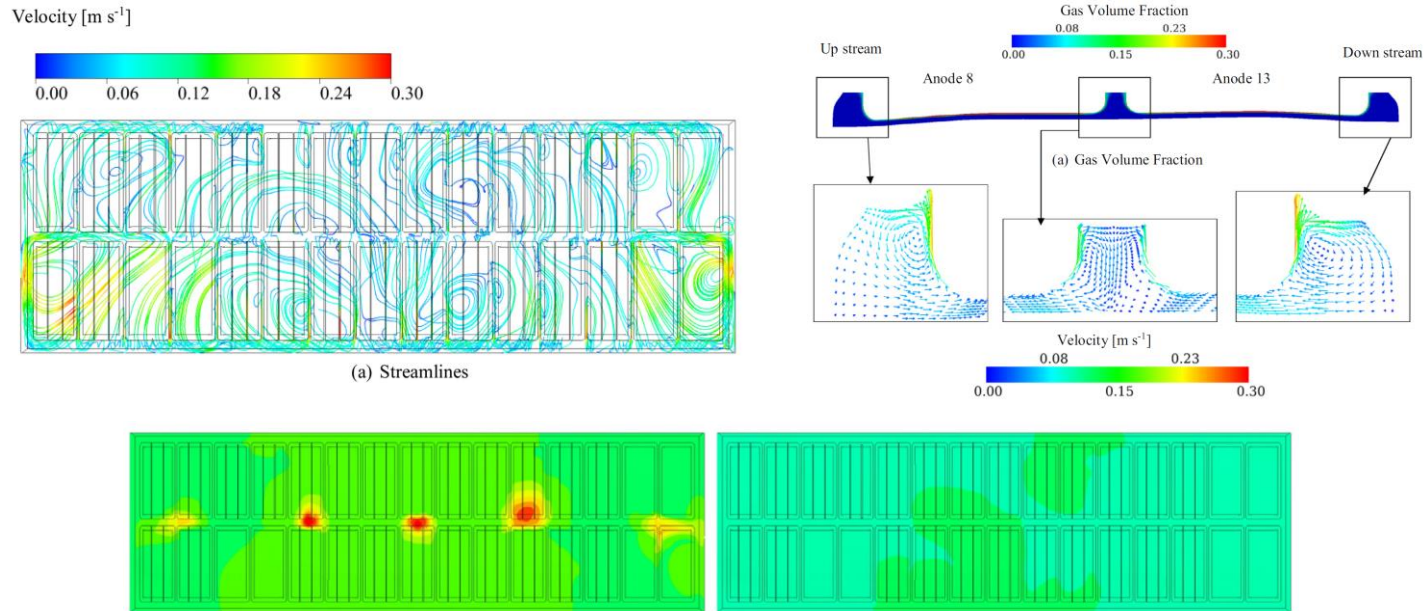 Velocity [m s⁻¹]
0.00 0.06 0.12 0.18 0.24 0.30
(a) Streamlines
Gas Volume Fraction
0.08 0.23
0.00 0.15 0.30
Up stream
Down stream
Anode 8
Anode 13
(a) Gas Volume Fraction
Velocity [m s⁻¹]
0.08 0.23
0.00 0.15 0.30